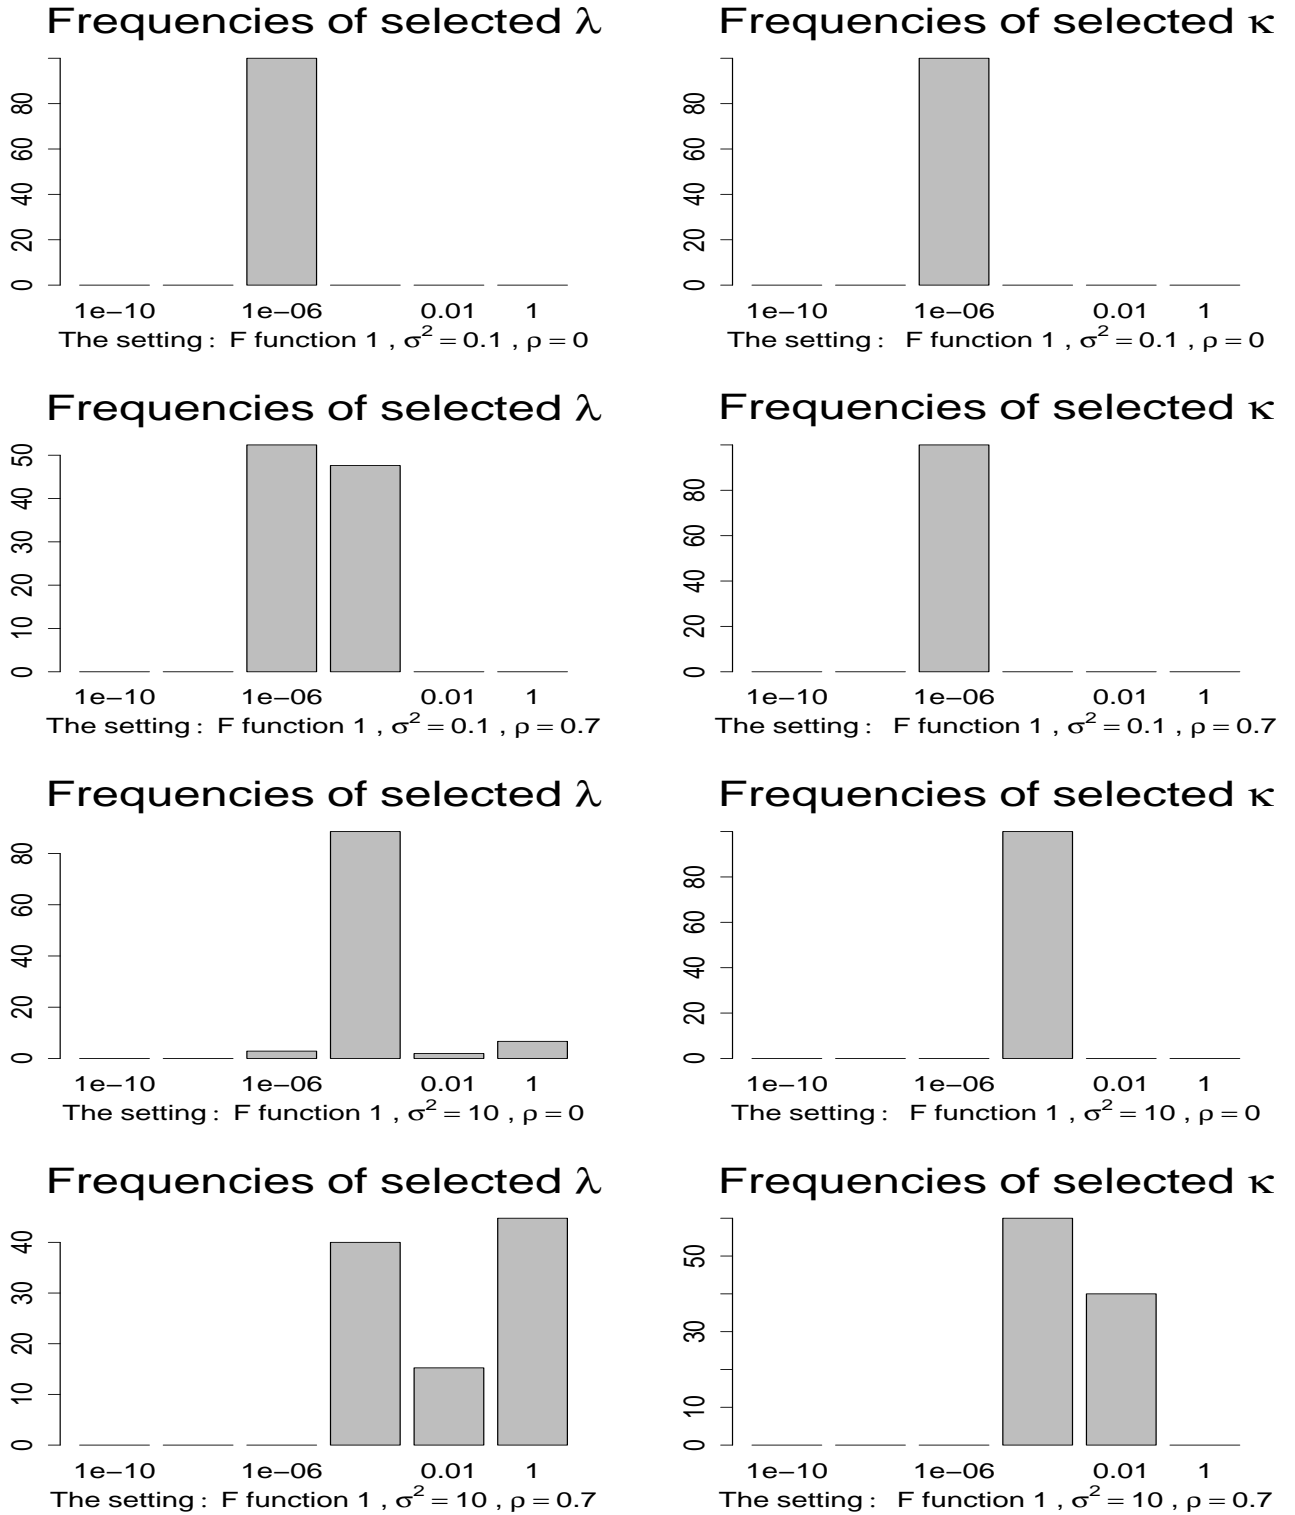 Frequencies of selected λ
80
60
40
20
0
1e−10 1e−06 0.01 1
The setting : F function 1 , σ² = 0.1 , ρ = 0
Frequencies of selected κ
80
60
40
20
0
1e−10 1e−06 0.01 1
The setting : F function 1 , σ² = 0.1 , ρ = 0
Frequencies of selected λ
50
40
30
20
10
0
1e−10 1e−06 0.01 1
The setting : F function 1 , σ² = 0.1 , ρ = 0.7
Frequencies of selected κ
80
60
40
20
0
1e−10 1e−06 0.01 1
The setting : F function 1 , σ² = 0.1 , ρ = 0.7
Frequencies of selected λ
80
60
40
20
0
1e−10 1e−06 0.01 1
The setting : F function 1 , σ² = 10 , ρ = 0
Frequencies of selected κ
80
60
40
20
0
1e−10 1e−06 0.01 1
The setting : F function 1 , σ² = 10 , ρ = 0
Frequencies of selected λ
40
30
20
10
0
1e−10 1e−06 0.01 1
The setting : F function 1 , σ² = 10 , ρ = 0.7
Frequencies of selected κ
50
30
10
0
1e−10 1e−06 0.01 1
The setting : F function 1 , σ² = 10 , ρ = 0.7